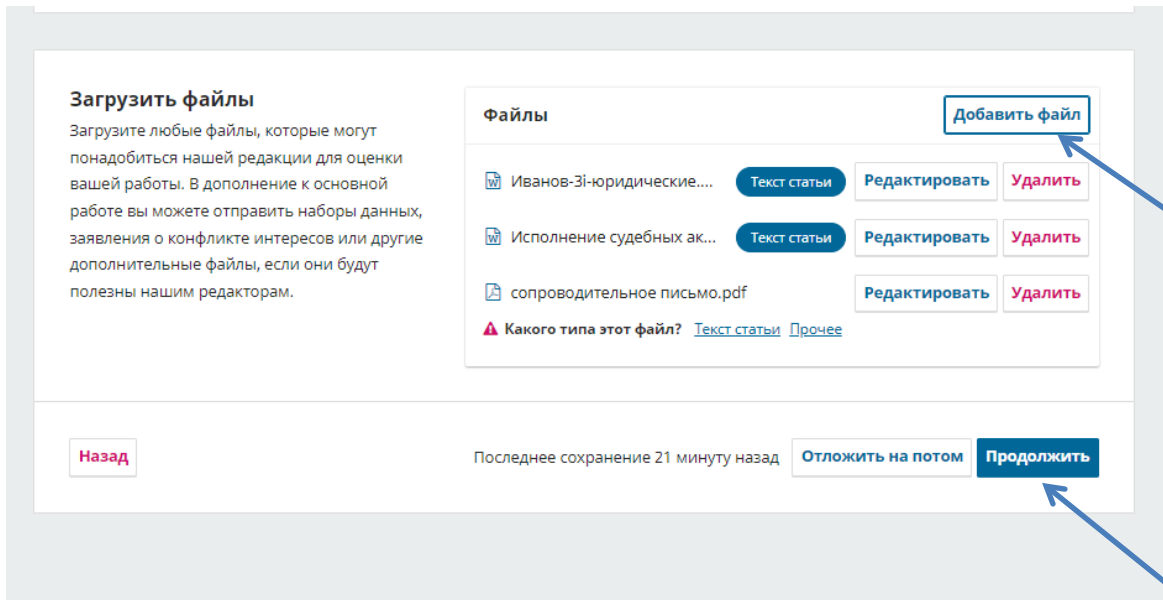 Загрузить файлы
Загрузите любые файлы, которые могут
понадобиться нашей редакции для оценки
вашей работы. В дополнение к основной
работе вы можете отправить наборы данных,
заявления о конфликте интересов или другие
дополнительные файлы, если они будут
полезны нашим редакторам.
Файлы Добавить файл
Иванов-3i-юридические.... Текст статьи Редактировать Удалить
Исполнение судебных ак... Текст статьи Редактировать Удалить
сопроводительное письмо.pdf Редактировать Удалить
Какого типа этот файл? Текст статьи Прочее
Назад Последнее сохранение 21 минуту назад Отложить на потом Продолжить